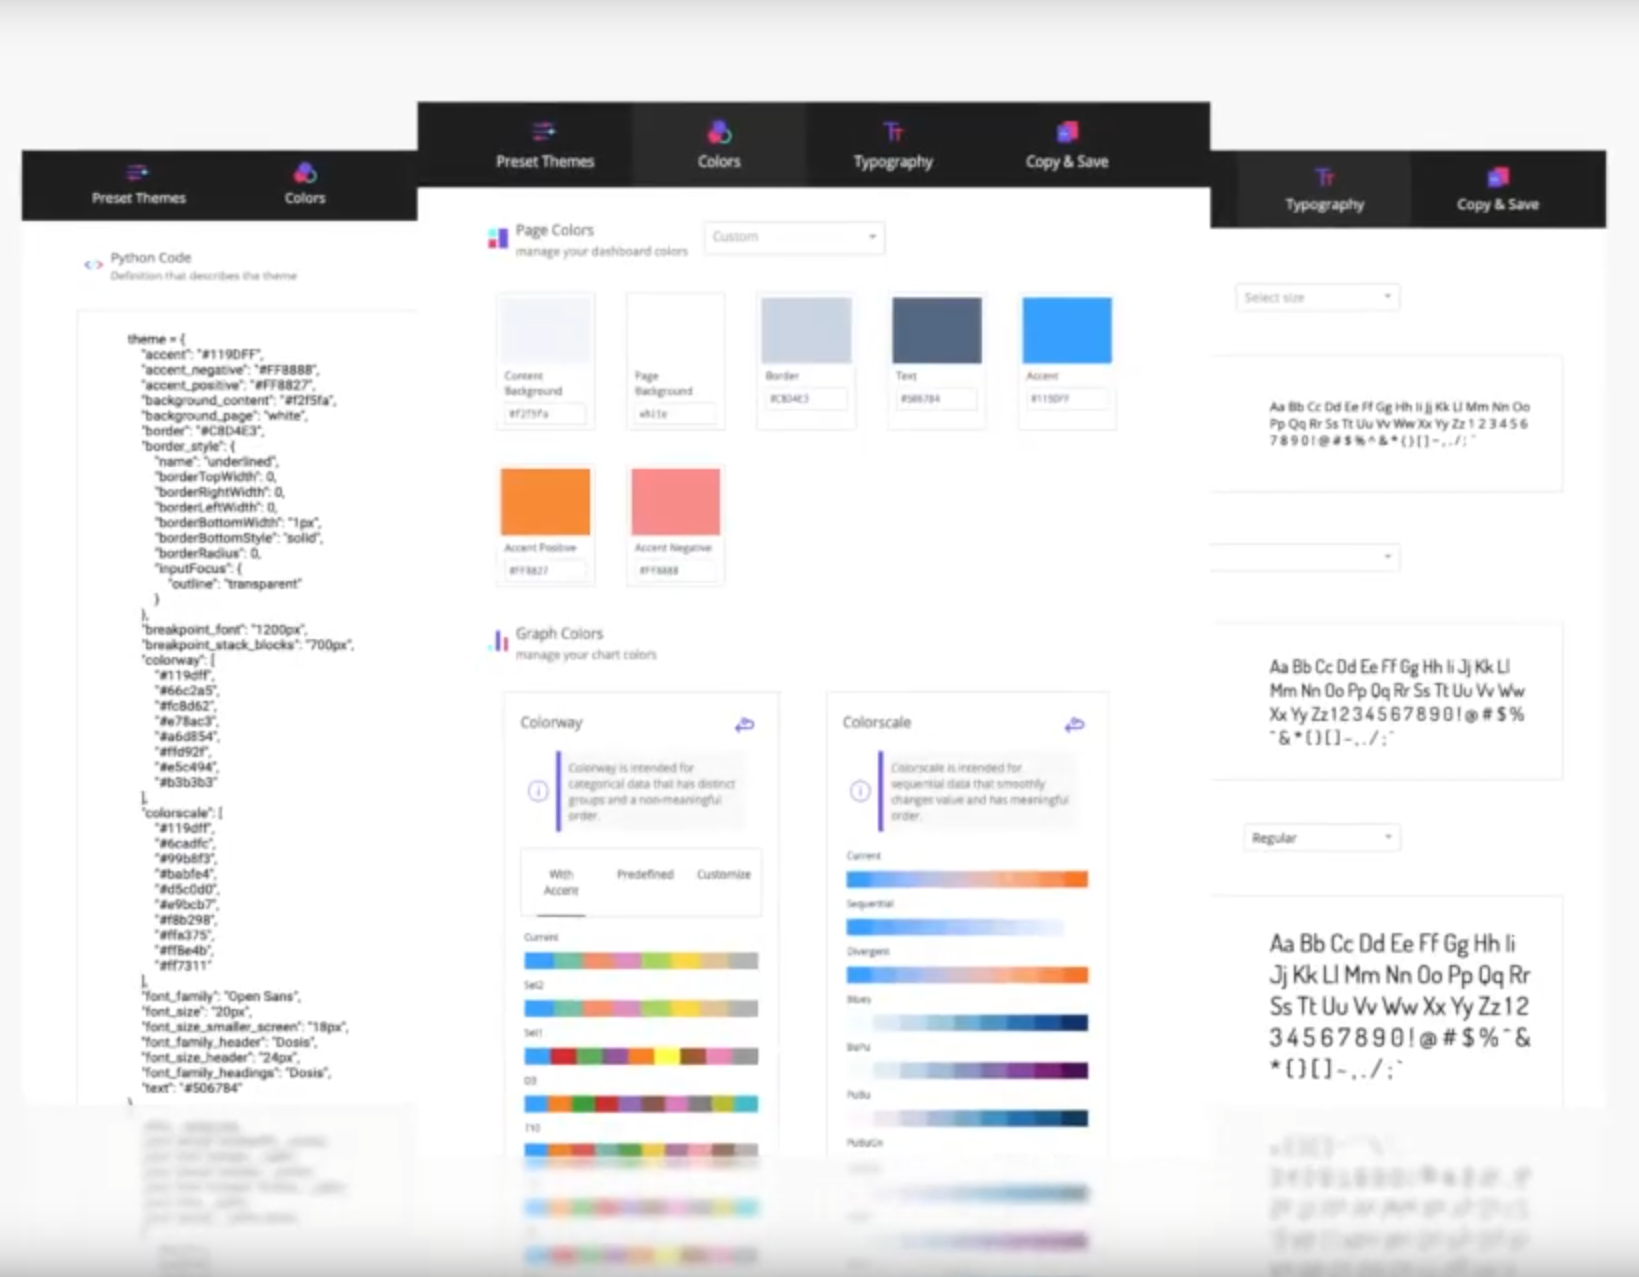 Preset Themes
Colors
Python Code
Definition that describes the theme
theme = {
"accent": "#119DFF",
"accent_negative": "#FF8888",
"accent_positive": "#FF8827",
"background_content": "#f2f5fa",
"background_page": "white",
"border": "#C8D4E3",
"border_style": {
"name": "underlined",
"borderTopWidth": 0,
"borderRightWidth": 0,
"borderLeftWidth": 0,
"borderBottomWidth": "1px",
"borderBottomStyle": "solid",
"borderRadius": 0,
"inputFocus": {
"outline": "transparent"
}
},
"breakpoint_font": "1200px",
"breakpoint_stack_blocks": "700px",
"colorway": [
"#119dff",
"#66c2a5",
"#fc8d62",
"#e78ac3",
"#a6d854",
"#ffd92f",
"#e5c494",
"#b3b3b3"
],
"colorscale": [
"#119dff",
"#6cadfc",
"#99b8f3",
"#babfe4",
"#d5c0d0",
"#e9bcb7",
"#f8b298",
"#ffa375",
"#ff8e4b",
"#ff7311"
],
"font_family": "Open Sans",
"font_size": "20px",
"font_size_smaller_screen": "18px",
"font_family_header": "Dosis",
"font_size_header": "24px",
"font_family_headings": "Dosis",
"text": "#506784"
}
Preset Themes
Colors
Typography
Copy & Save
Page Colors
manage your dashboard colors
Custom
Content Background
#f2f5fa
Page Background
white
Border
#C8D4E3
Text
#506784
Accent
#119DFF
Accent Positive
#FF8827
Accent Negative
#FF8888
Graph Colors
manage your chart colors
Colorway
Colorway is intended for
categorical data that has distinct
groups and a non-meaningful
order.
With Accent
Predefined
Customize
Current
Set2
Set1
D3
T10
Colorscale
Colorscale is intended for
sequential data that smoothly
changes value and has meaningful
order.
Current
Sequential
Divergent
Blues
BuPu
PuBu
PuBuGn
Typography
Copy & Save
Select size
Aa Bb Cc Dd Ee Ff Gg Hh Ii Jj Kk Ll Mm Nn Oo
Pp Qq Rr Ss Tt Uu Vv Ww Xx Yy Zz 1 2 3 4 5 6
7 8 9 0 ! @ # $ % ^ & * ( ) [ ] ~ , . / ; `
Aa Bb Cc Dd Ee Ff Gg Hh Ii Jj Kk Ll
Mm Nn Oo Pp Qq Rr Ss Tt Uu Vv Ww
Xx Yy Zz 1 2 3 4 5 6 7 8 9 0 ! @ # $ %
^ & * ( ) [ ] ~ , . / ; `
Regular
Aa Bb Cc Dd Ee Ff Gg Hh Ii
Jj Kk Ll Mm Nn Oo Pp Qq Rr
Ss Tt Uu Vv Ww Xx Yy Zz 1 2
3 4 5 6 7 8 9 0 ! @ # $ % ^ &
* ( ) [ ] ~ , . / ; `